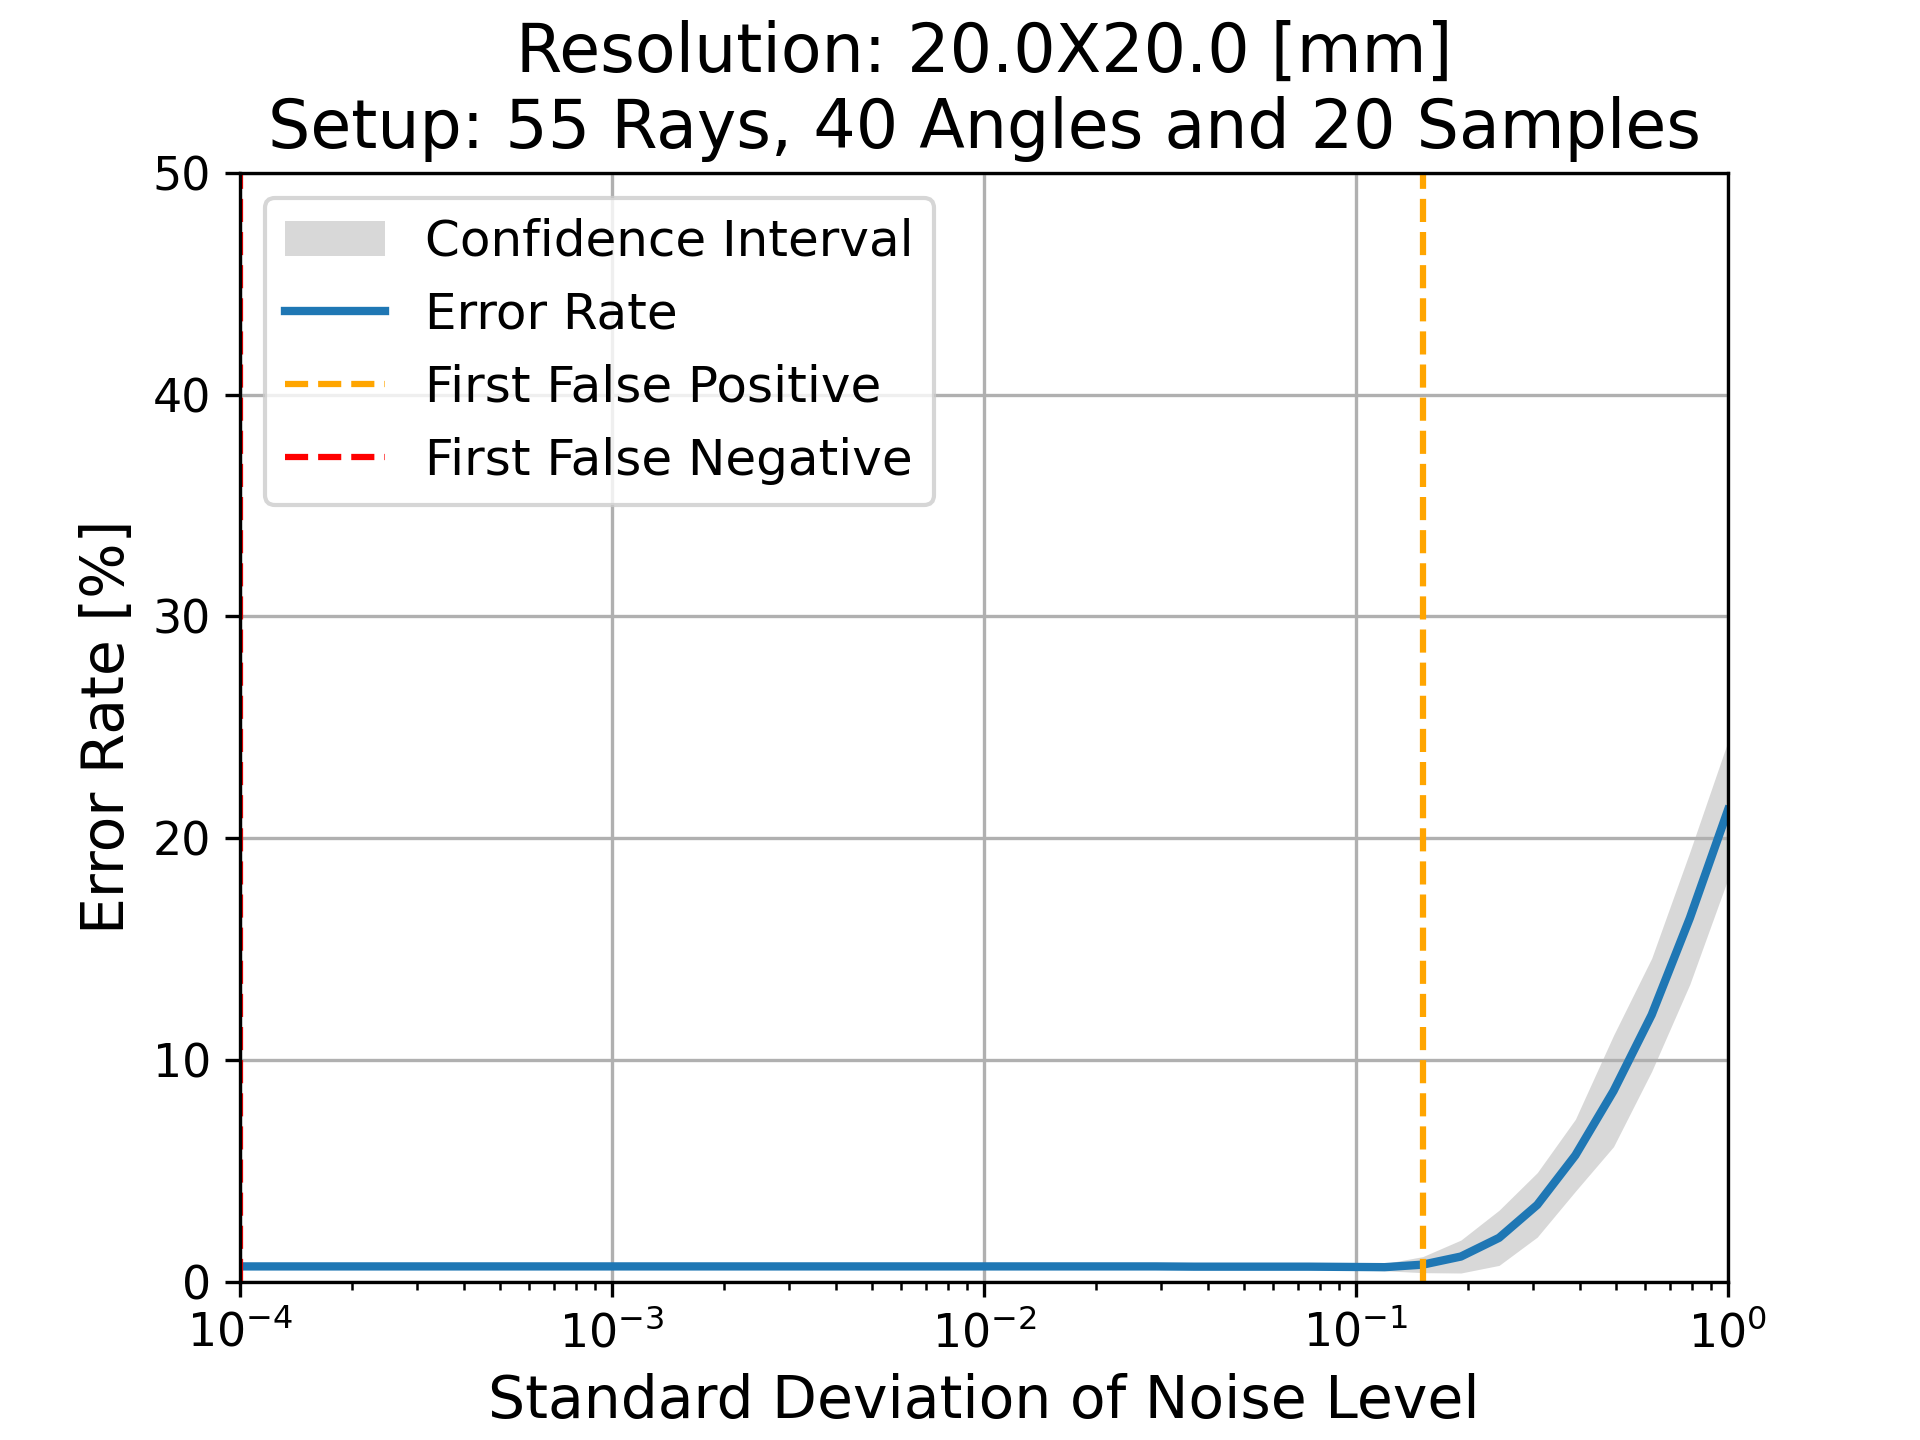 Resolution: 20.0X20.0 [mm]
Setup: 55 Rays, 40 Angles and 20 Samples
50
40
30
20
10
0
Error Rate [%]
Confidence Interval
Error Rate
First False Positive
First False Negative
10⁻⁴ 10⁻³ 10⁻² 10⁻¹ 10⁰
Standard Deviation of Noise Level